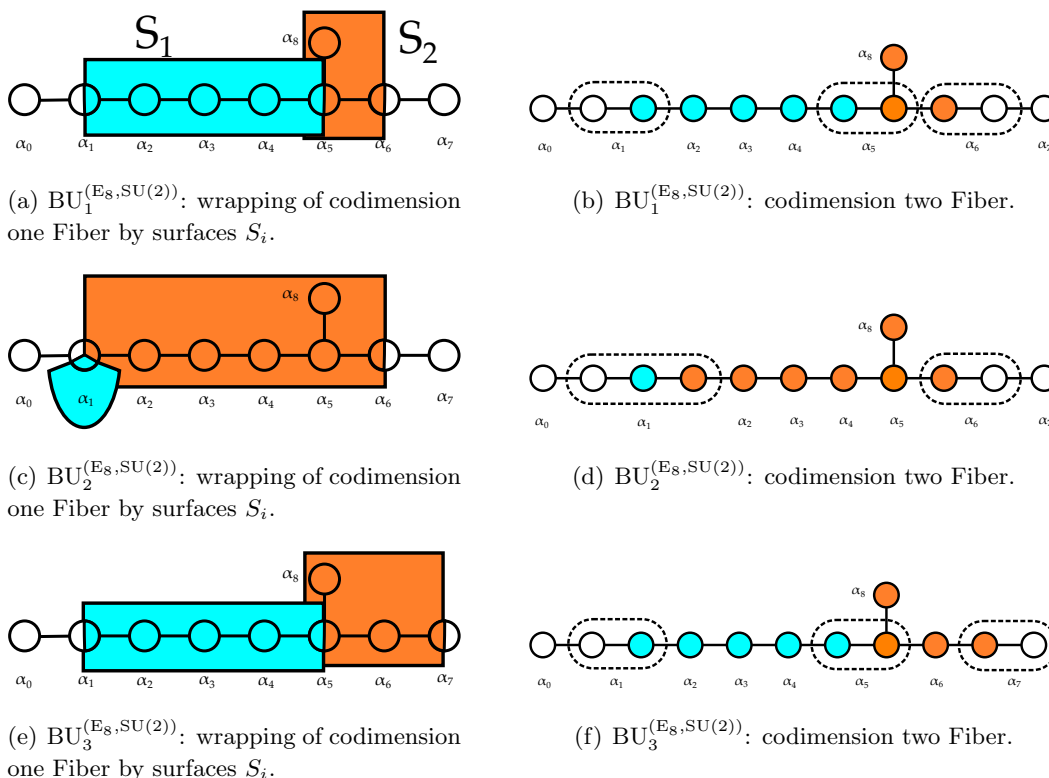 S₁ α₈ S₂
α₀ α₁ α₂ α₃ α₄ α₅ α₆ α₇
(a) BU₁^(E₈,SU(2)): wrapping of codimension
one Fiber by surfaces Sᵢ.
α₈
α₀ α₁ α₂ α₃ α₄ α₅ α₆ α₇
(b) BU₁^(E₈,SU(2)): codimension two Fiber.
α₈
α₀ α₁ α₂ α₃ α₄ α₅ α₆ α₇
(c) BU₂^(E₈,SU(2)): wrapping of codimension
one Fiber by surfaces Sᵢ.
α₈
α₀ α₁ α₂ α₃ α₄ α₅ α₆ α₂
(d) BU₂^(E₈,SU(2)): codimension two Fiber.
α₈
α₀ α₁ α₂ α₃ α₄ α₅ α₆ α₇
(e) BU₃^(E₈,SU(2)): wrapping of codimension
one Fiber by surfaces Sᵢ.
α₈
α₀ α₁ α₂ α₃ α₄ α₅ α₆ α₇
(f) BU₃^(E₈,SU(2)): codimension two Fiber.